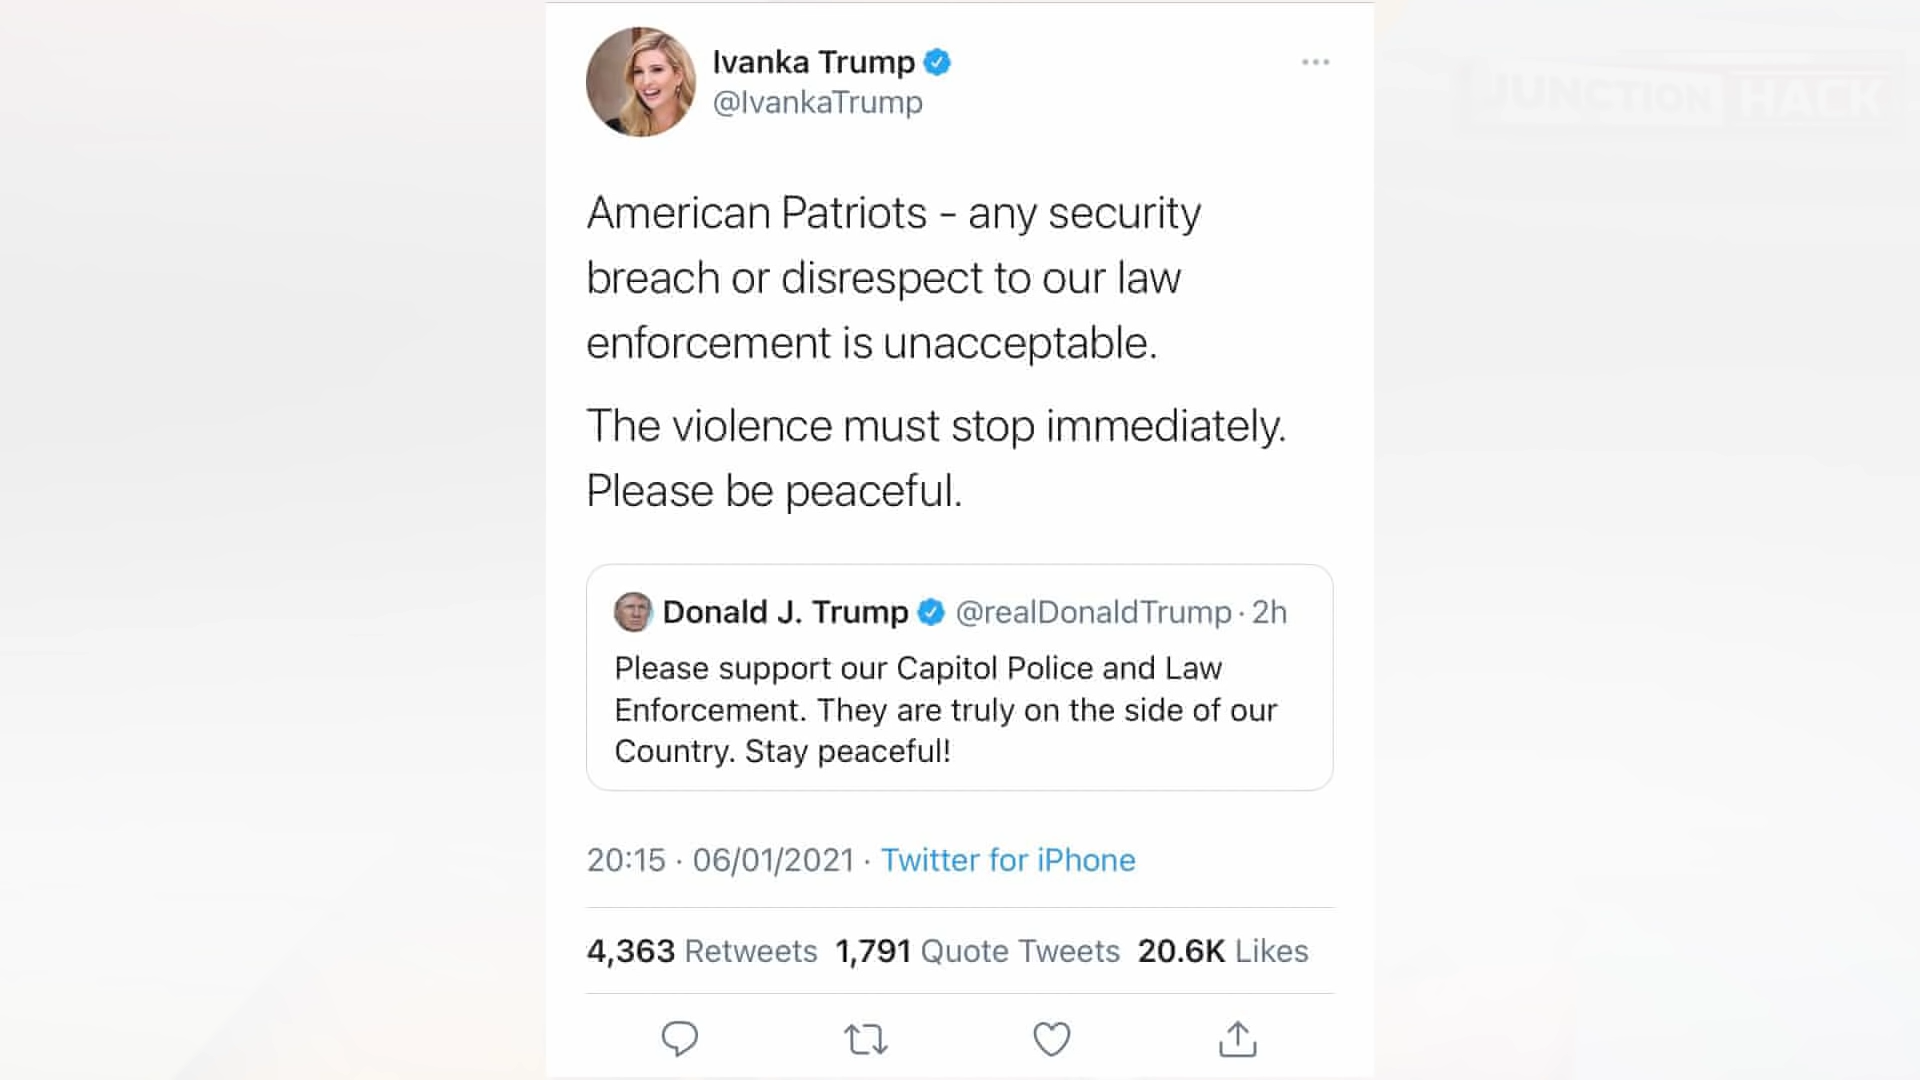 Ivanka Trump
@IvankaTrump
JUNCTION HACK
American Patriots - any security
breach or disrespect to our law
enforcement is unacceptable.
The violence must stop immediately.
Please be peaceful.
Donald J. Trump @realDonaldTrump · 2h
Please support our Capitol Police and Law
Enforcement. They are truly on the side of our
Country. Stay peaceful!
20:15 · 06/01/2021 · Twitter for iPhone
4,363 Retweets 1,791 Quote Tweets 20.6K Likes